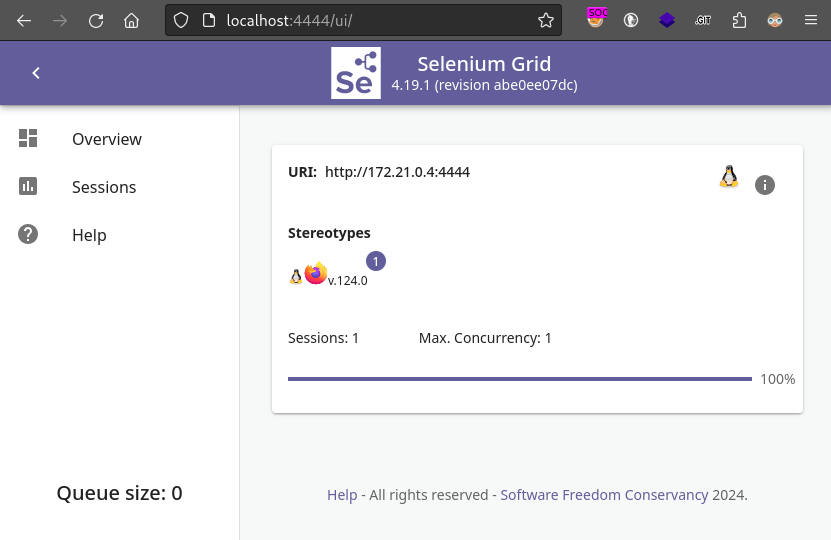 localhost:4444/ui/
SOC
.GIT
Se
Selenium Grid
4.19.1 (revision abe0ee07dc)
Overview
Sessions
Help
URI: http://172.21.0.4:4444
Stereotypes
1
v.124.0
Sessions: 1 Max. Concurrency: 1
100%
Queue size: 0
Help - All rights reserved - Software Freedom Conservancy 2024.